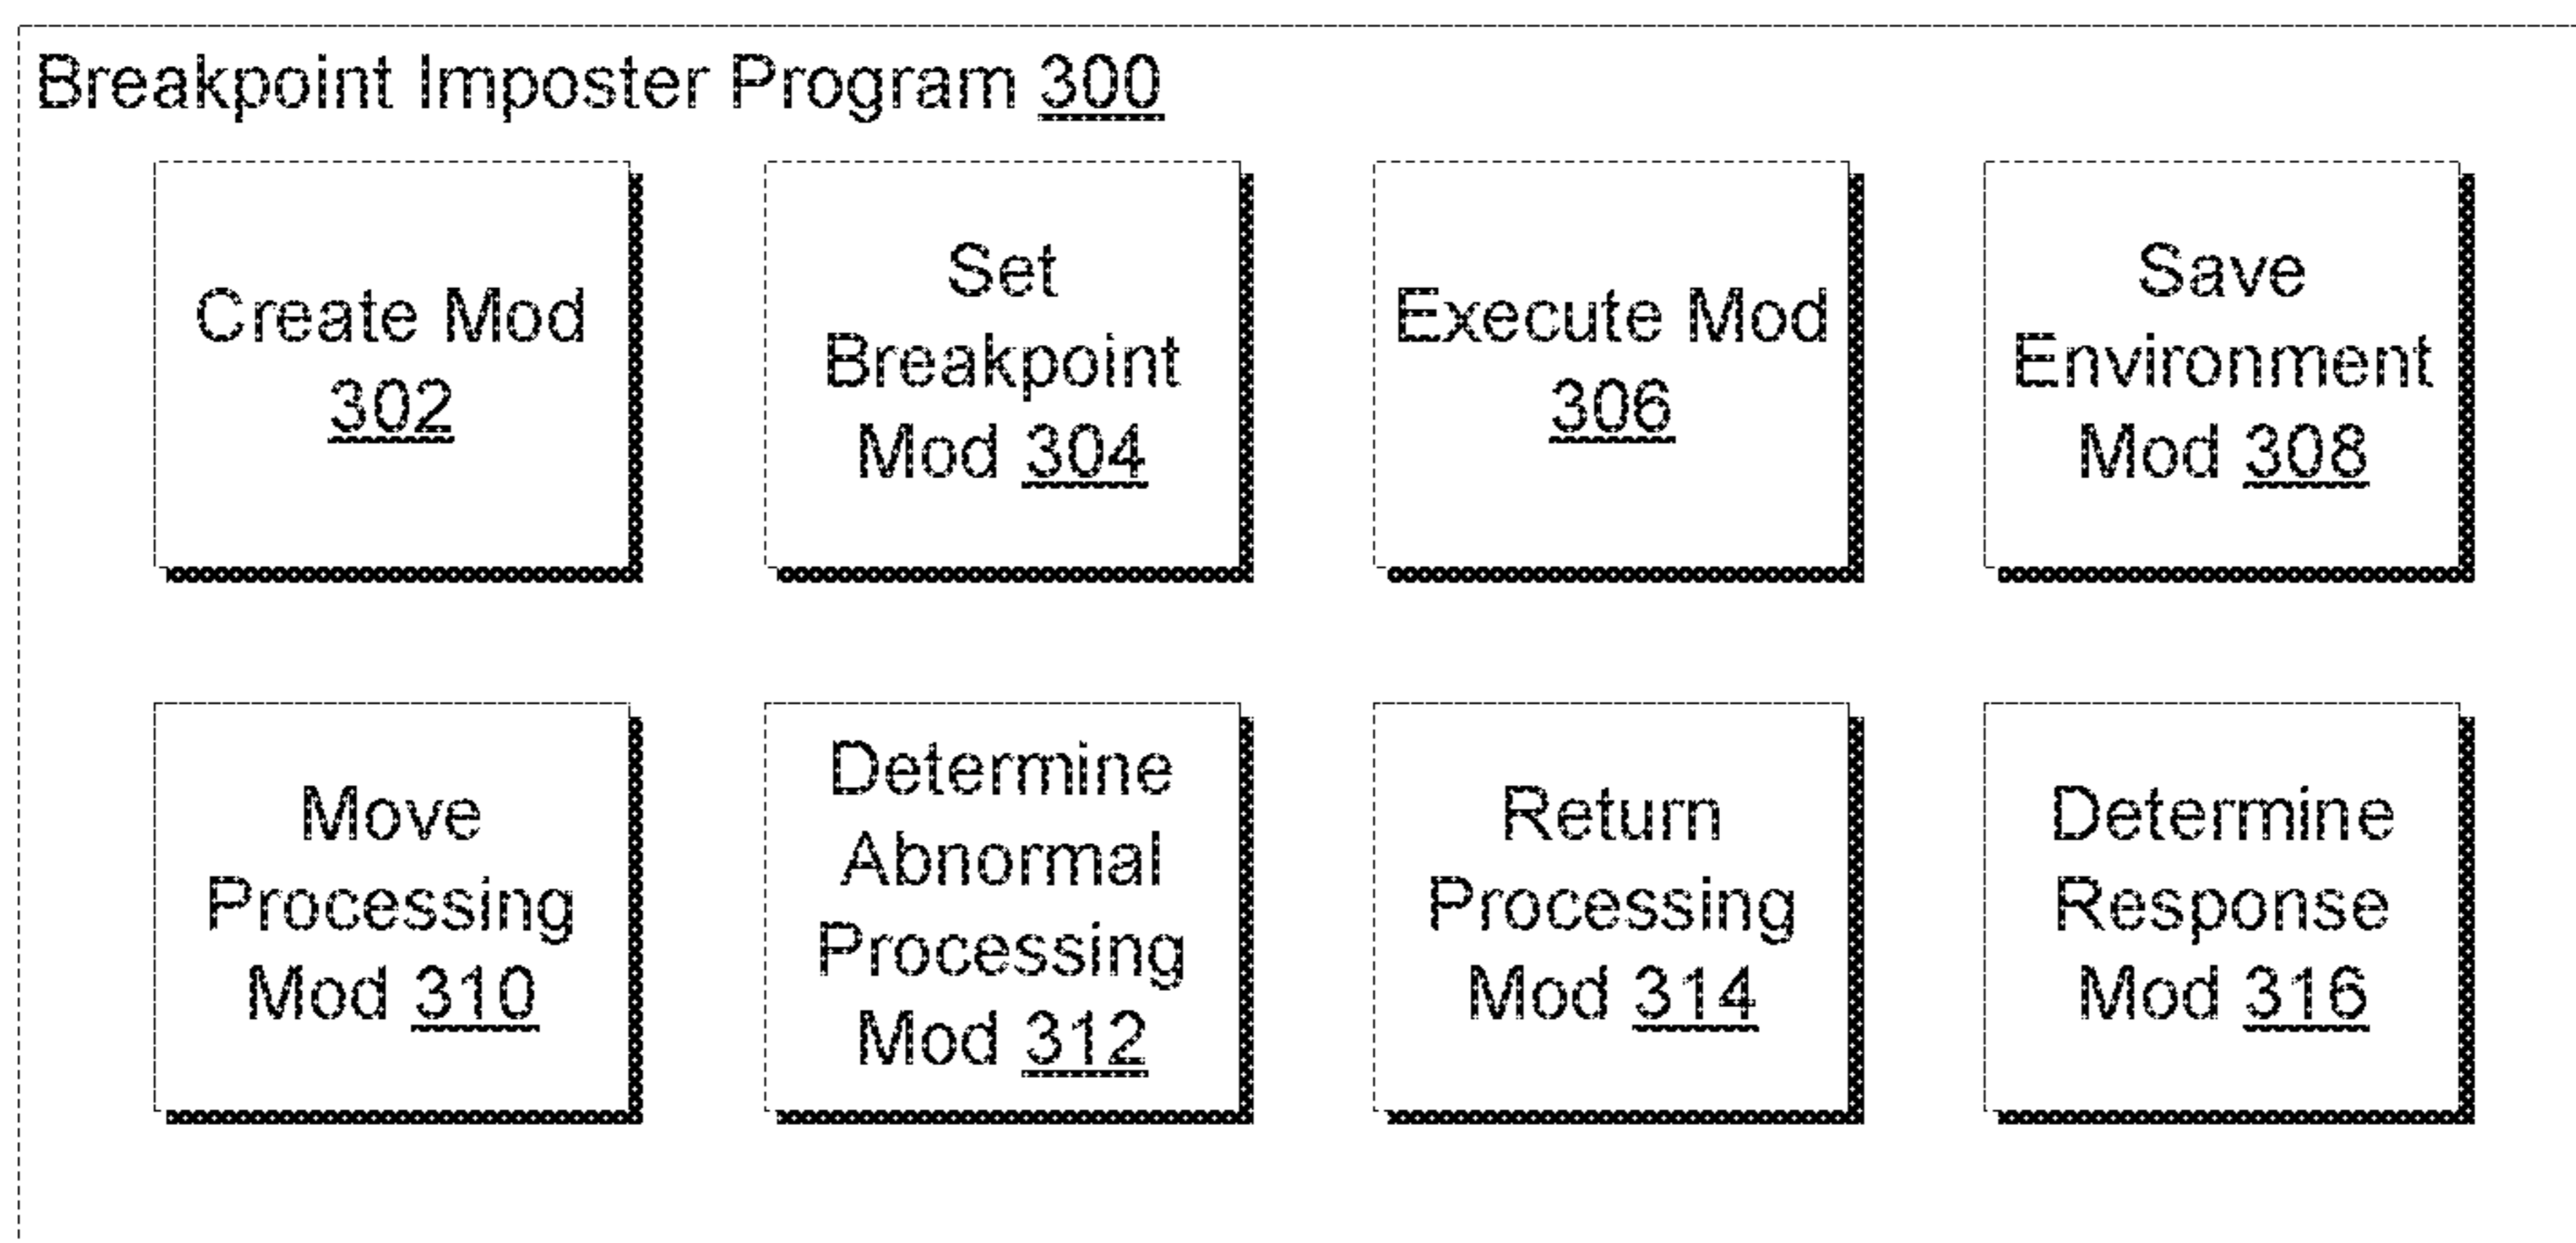 Breakpoint Imposter Program 300
Create Mod
302
Set
Breakpoint
Mod 304
Execute Mod
306
Save
Environment
Mod 308
Move
Processing
Mod 310
Determine
Abnormal
Processing
Mod 312
Return
Processing
Mod 314
Determine
Response
Mod 316